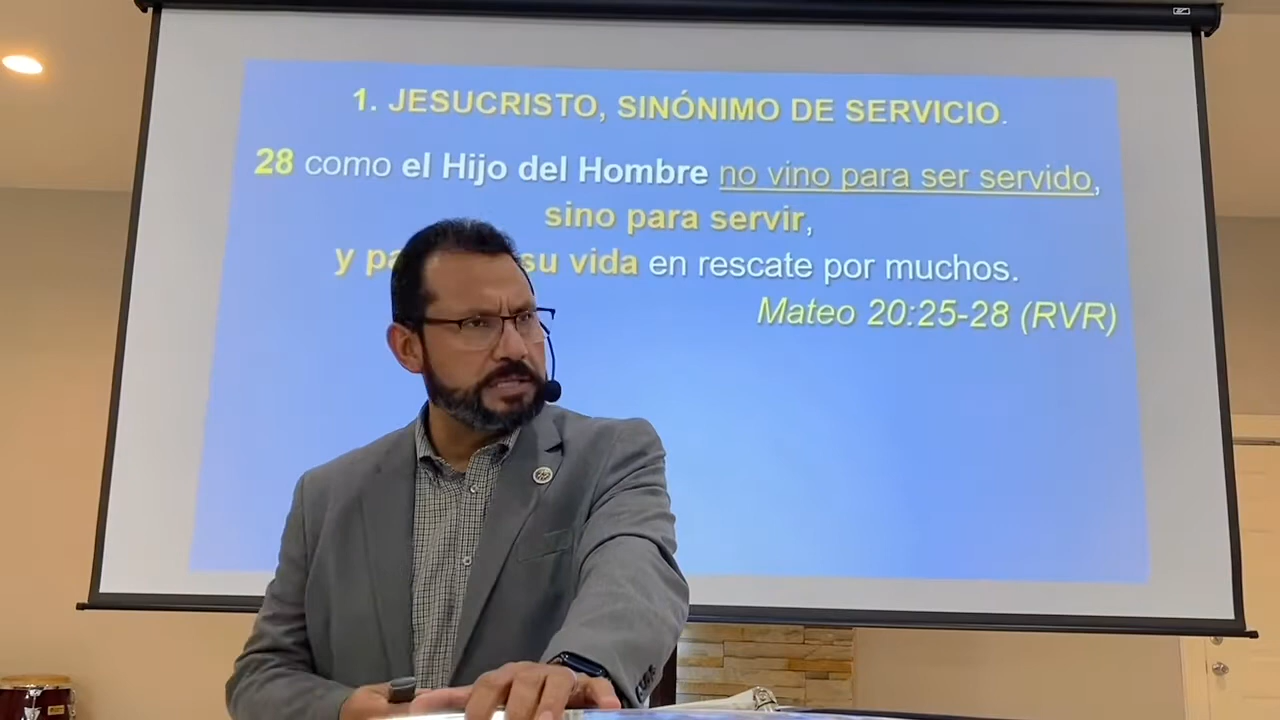 1. JESUCRISTO, SINÓNIMO DE SERVICIO.
28 como el Hijo del Hombre no vino para ser servido,
sino para servir,
y su vida en rescate por muchos.
Mateo 20:25-28 (RVR)